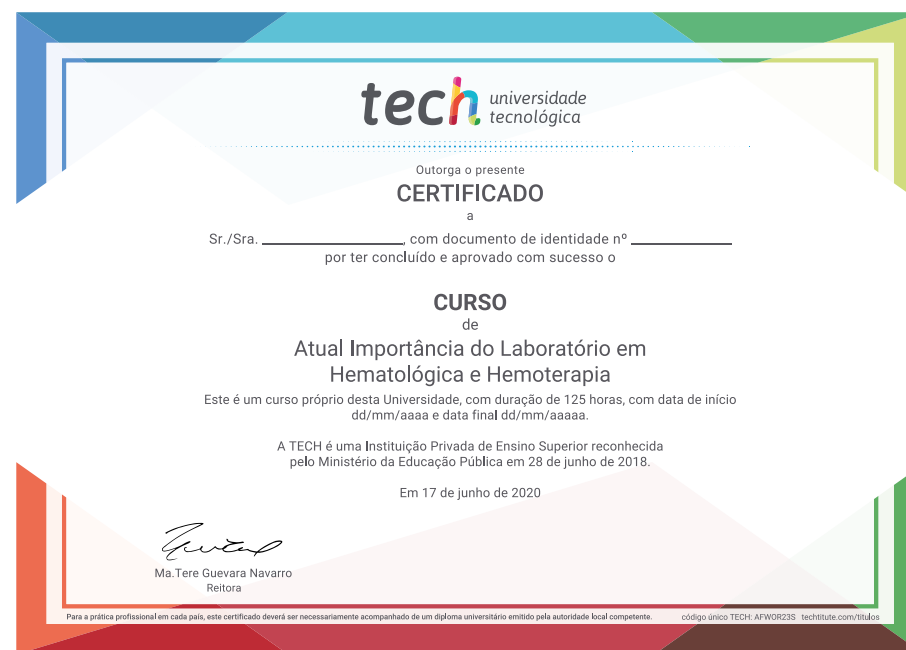 tech universidade
tecnológica
Outorga o presente
CERTIFICADO
a
Sr./Sra. ________________, com documento de identidade nº ____________
por ter concluído e aprovado com sucesso o
CURSO
de
Atual Importância do Laboratório em
Hematológica e Hemoterapia
Este é um curso próprio desta Universidade, com duração de 125 horas, com data de início
dd/mm/aaaa e data final dd/mm/aaaaa.
A TECH é uma Instituição Privada de Ensino Superior reconhecida
pelo Ministério da Educação Pública em 28 de junho de 2018.
Em 17 de junho de 2020
Ma.Tere Guevara Navarro
Reitora
Para a prática profissional em cada país, este certificado deverá ser necessariamente acompanhado de um diploma universitário emitido pela autoridade local competente. código único TECH: AFWOR23S techtitute.com/titulos